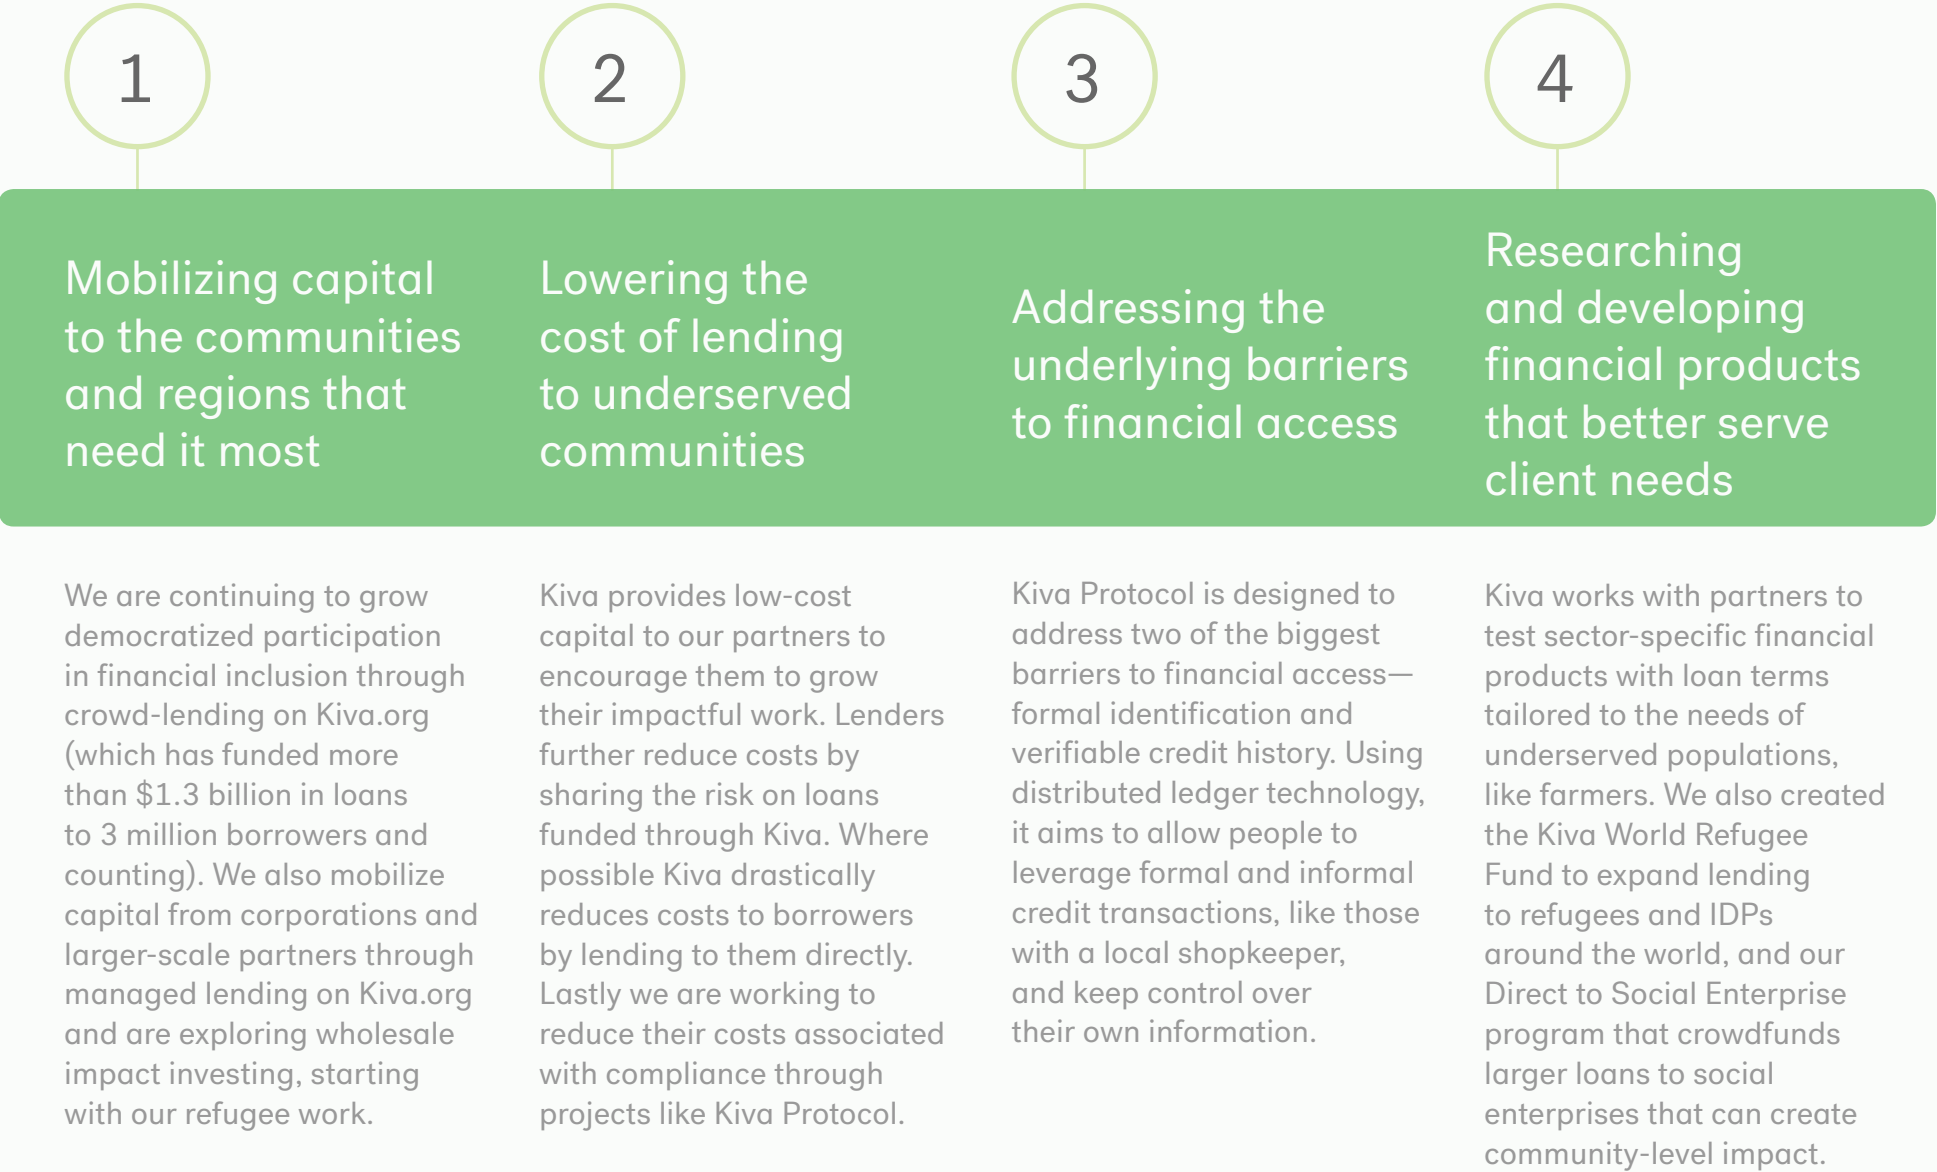 1
Mobilizing capital
to the communities
and regions that
need it most
We are continuing to grow
democratized participation
in financial inclusion through
crowd-lending on Kiva.org
(which has funded more
than $1.3 billion in loans
to 3 million borrowers and
counting). We also mobilize
capital from corporations and
larger-scale partners through
managed lending on Kiva.org
and are exploring wholesale
impact investing, starting
with our refugee work.
2
Lowering the
cost of lending
to underserved
communities
Kiva provides low-cost
capital to our partners to
encourage them to grow
their impactful work. Lenders
further reduce costs by
sharing the risk on loans
funded through Kiva. Where
possible Kiva drastically
reduces costs to borrowers
by lending to them directly.
Lastly we are working to
reduce their costs associated
with compliance through
projects like Kiva Protocol.
3
Addressing the
underlying barriers
to financial access
Kiva Protocol is designed to
address two of the biggest
barriers to financial access—
formal identification and
verifiable credit history. Using
distributed ledger technology,
it aims to allow people to
leverage formal and informal
credit transactions, like those
with a local shopkeeper,
and keep control over
their own information.
4
Researching
and developing
financial products
that better serve
client needs
Kiva works with partners to
test sector-specific financial
products with loan terms
tailored to the needs of
underserved populations,
like farmers. We also created
the Kiva World Refugee
Fund to expand lending
to refugees and IDPs
around the world, and our
Direct to Social Enterprise
program that crowdfunds
larger loans to social
enterprises that can create
community-level impact.